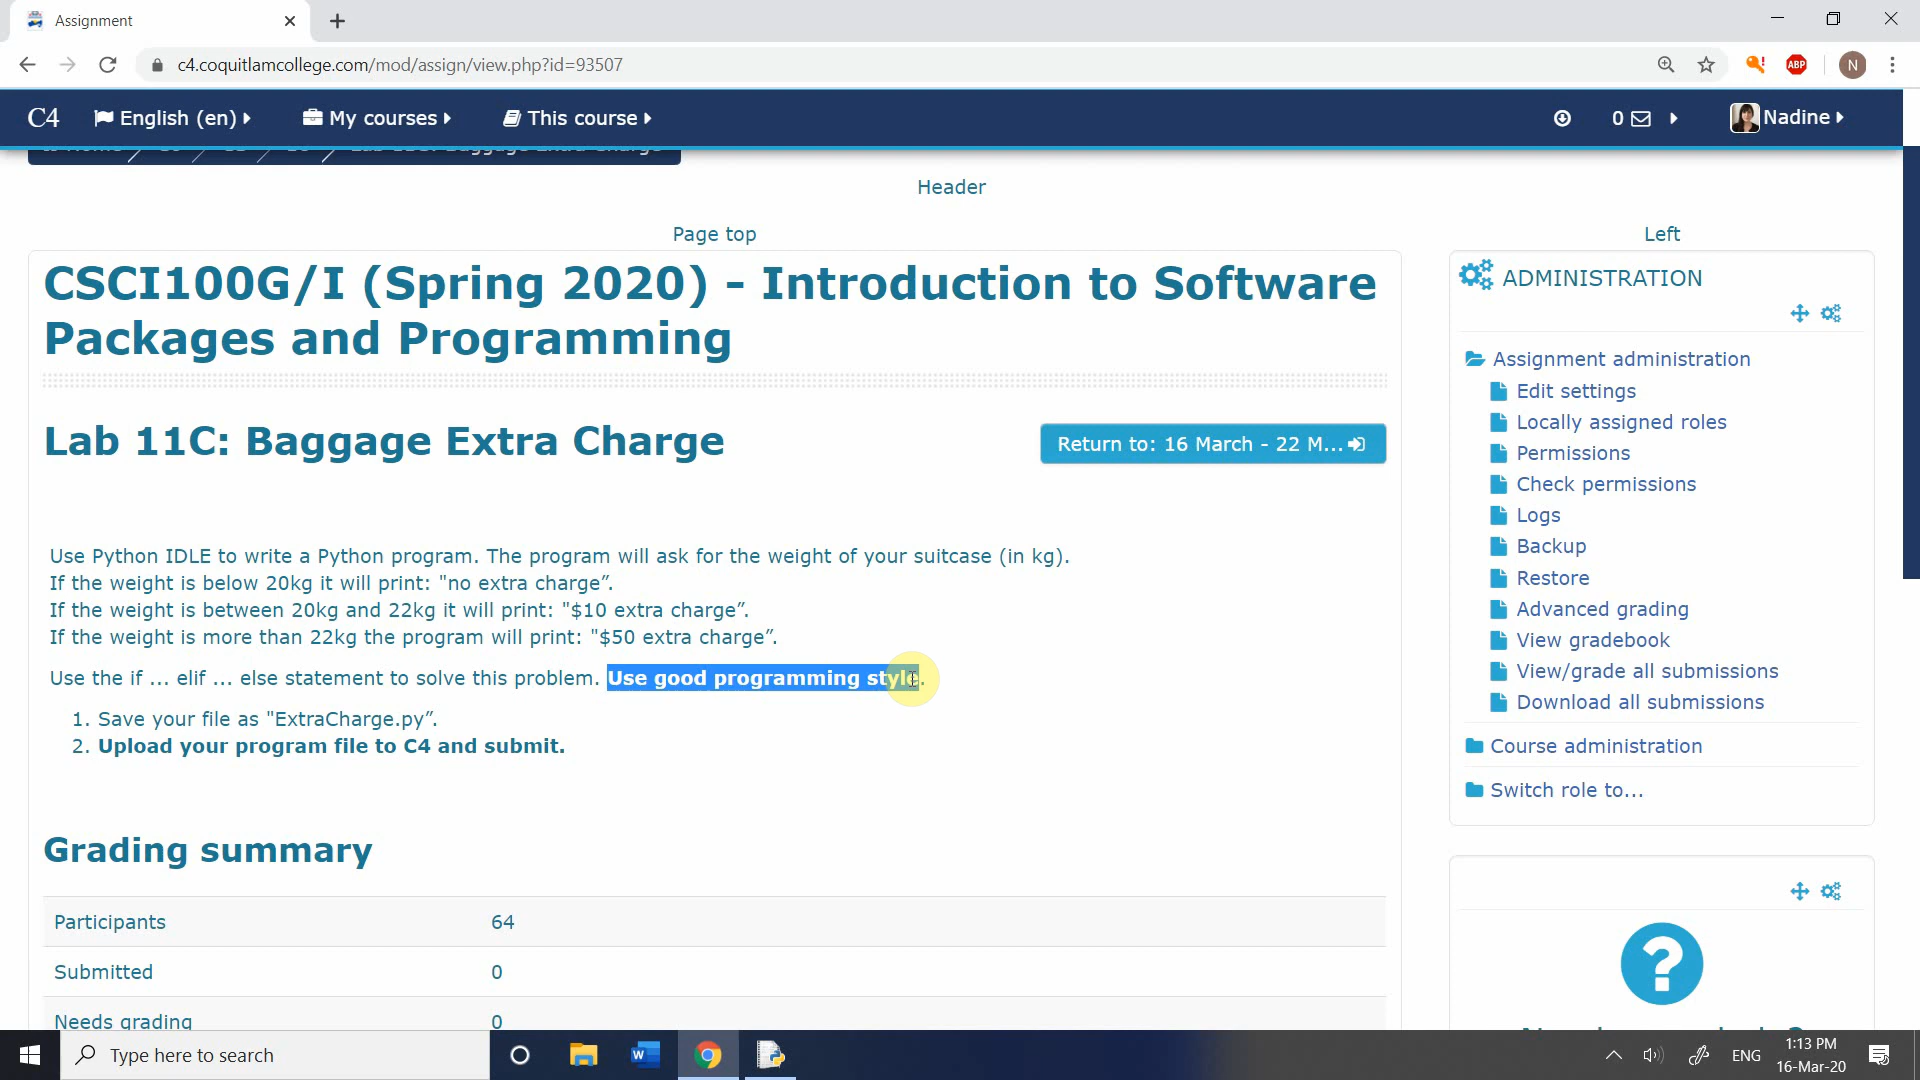 Assignment
c4.coquitlamcollege.com/mod/assign/view.php?id=93507
ABP
N
C4 English (en) My courses This course 0 Nadine
Header
Page top
Left
CSCI100G/I (Spring 2020) - Introduction to Software
Packages and Programming
Lab 11C: Baggage Extra Charge
Return to: 16 March - 22 M...
Use Python IDLE to write a Python program. The program will ask for the weight of your suitcase (in kg).
If the weight is below 20kg it will print: "no extra charge”.
If the weight is between 20kg and 22kg it will print: "$10 extra charge”.
If the weight is more than 22kg the program will print: "$50 extra charge”.
Use the if ... elif ... else statement to solve this problem. Use good programming style.
1. Save your file as "ExtraCharge.py”.
2. Upload your program file to C4 and submit.
Grading summary
Participants 64
Submitted 0
Needs grading 0
ADMINISTRATION
Assignment administration
Edit settings
Locally assigned roles
Permissions
Check permissions
Logs
Backup
Restore
Advanced grading
View gradebook
View/grade all submissions
Download all submissions
Course administration
Switch role to...
Type here to search
ENG
1:13 PM
16-Mar-20